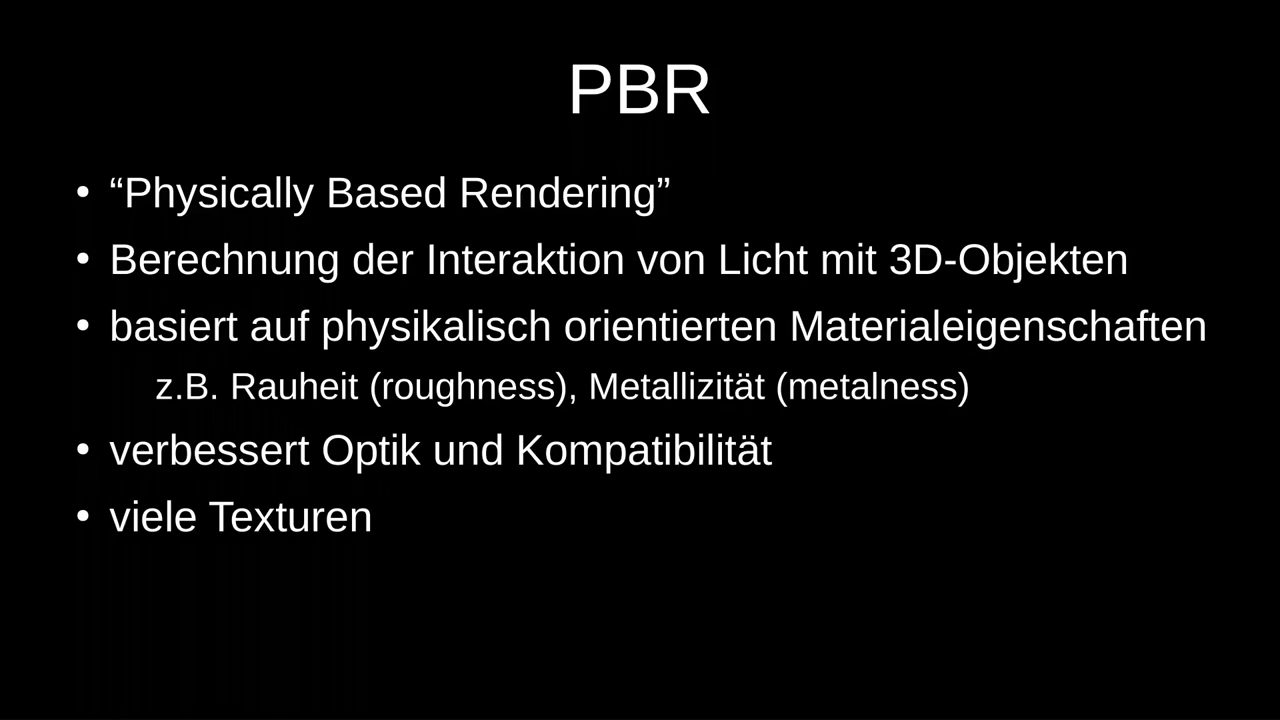 PBR
• “Physically Based Rendering”
• Berechnung der Interaktion von Licht mit 3D-Objekten
• basiert auf physikalisch orientierten Materialeigenschaften
z.B. Rauheit (roughness), Metallizität (metalness)
• verbessert Optik und Kompatibilität
• viele Texturen